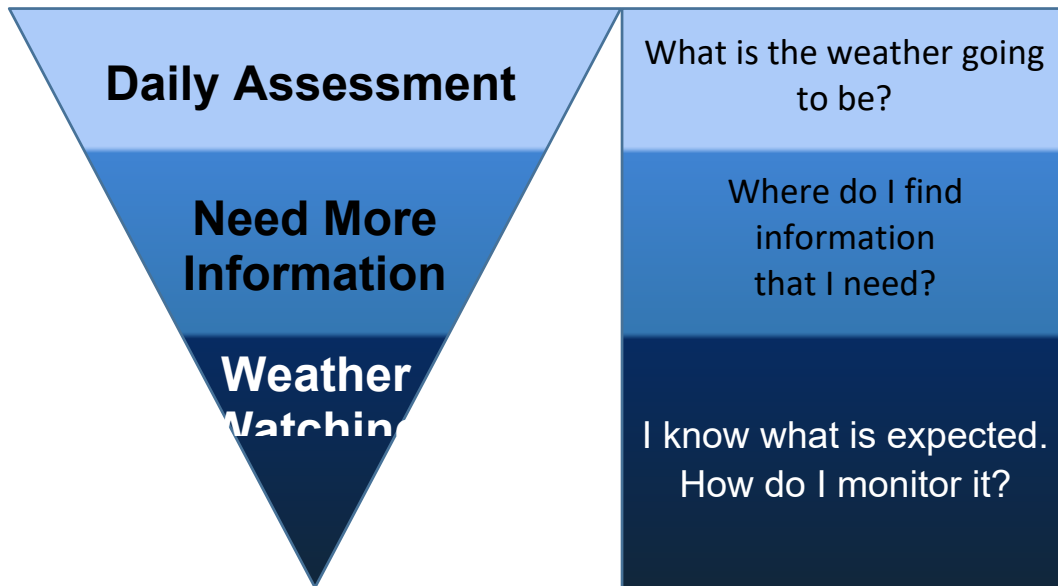 Daily Assessment
What is the weather going
to be?
Need More
Information
Where do I find
information
that I need?
Weather
Watching
I know what is expected.
How do I monitor it?